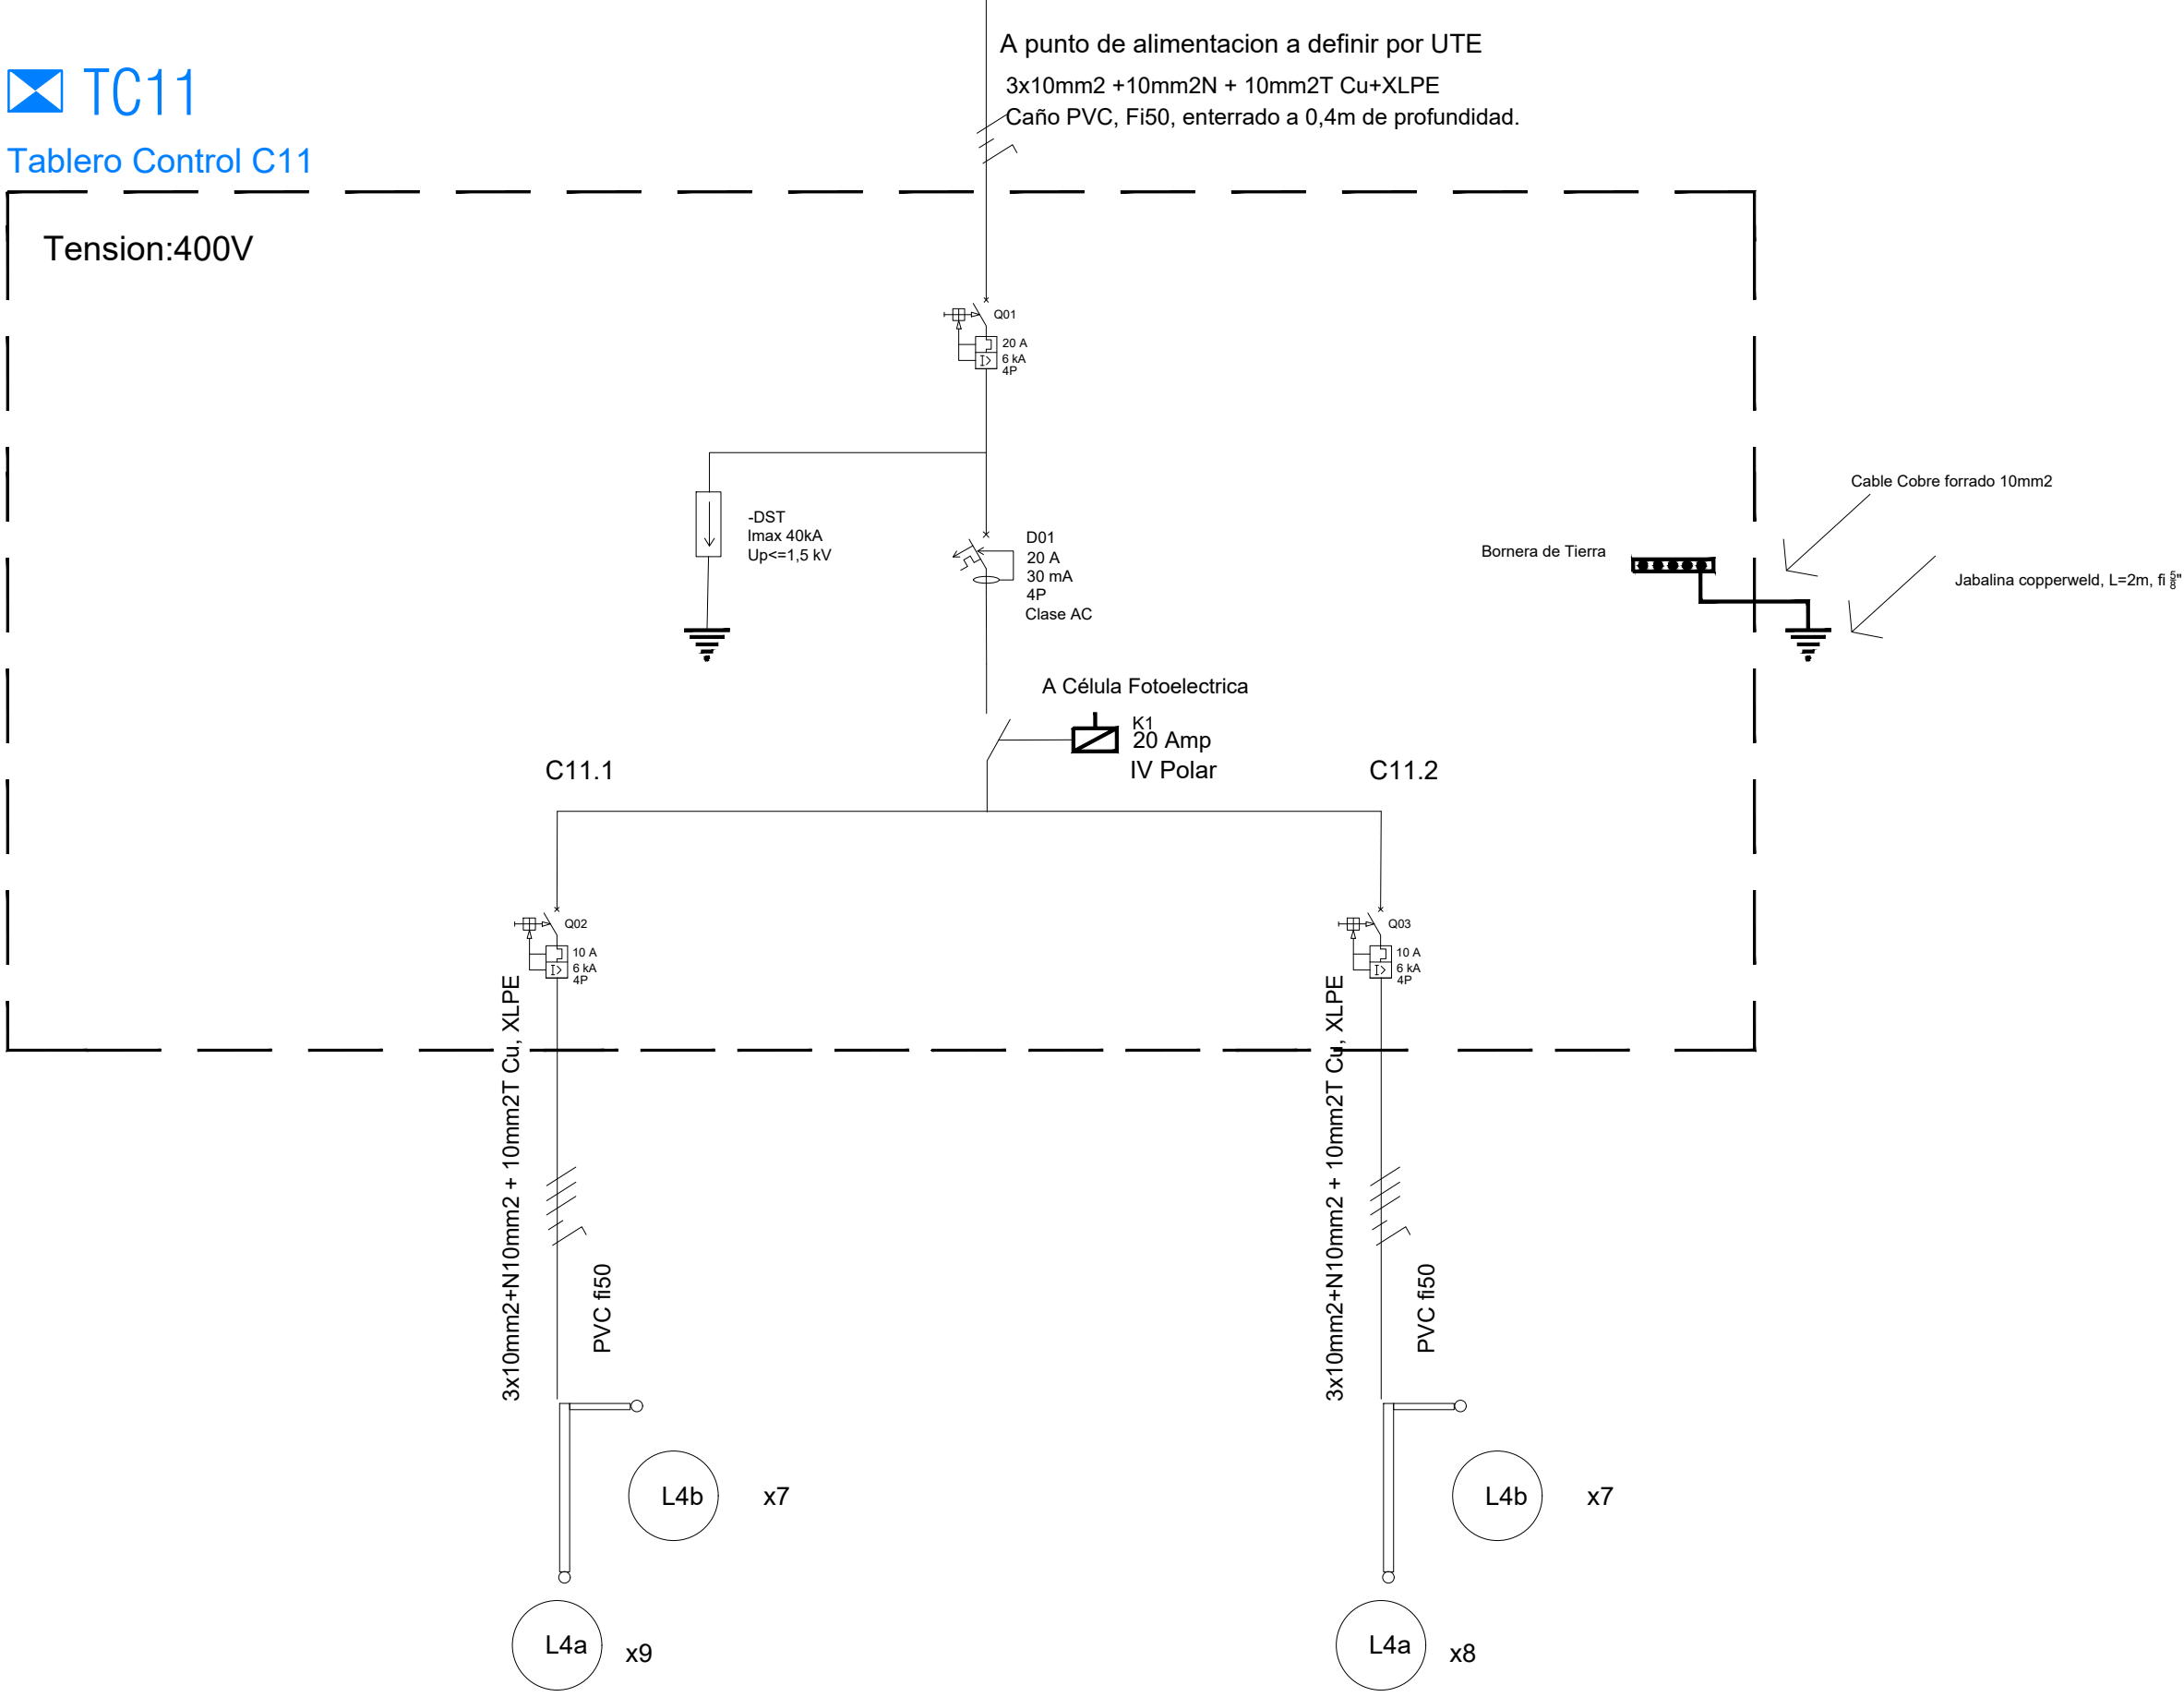 A punto de alimentacion a definir por UTE
3x10mm2 +10mm2N + 10mm2T Cu+XLPE
Caño PVC, Fi50, enterrado a 0,4m de profundidad.
TC11
Tablero Control C11
Tension:400V
Q01
20 A
6 kA
4P
-DST
Imax 40kA
Up<=1,5 kV
D01
20 A
30 mA
4P
Clase AC
Bornera de Tierra
Cable Cobre forrado 10mm2
Jabalina copperweld, L=2m, fi 5/8"
A Célula Fotoelectrica
K1
20 Amp
IV Polar
C11.1
C11.2
Q02
10 A
6 kA
4P
Q03
10 A
6 kA
4P
3x10mm2+N10mm2 + 10mm2T Cu, XLPE
PVC fi50
3x10mm2+N10mm2 + 10mm2T Cu, XLPE
PVC fi50
L4b x7
L4b x7
L4a x9
L4a x8